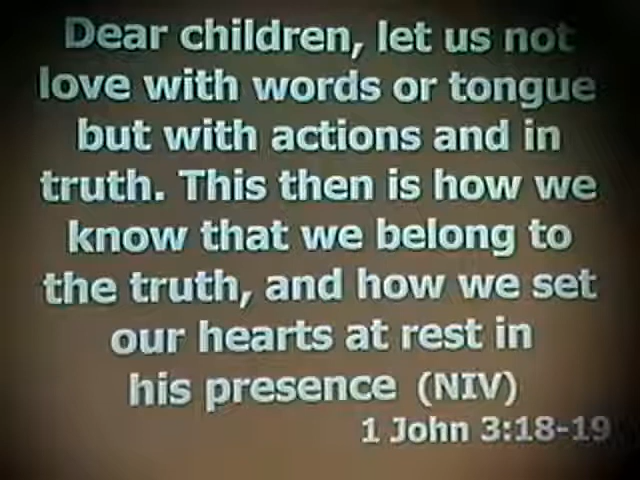 Dear children, let us not
love with words or tongue
but with actions and in
truth. This then is how we
know that we belong to
the truth, and how we set
our hearts at rest in
his presence (NIV)
1 John 3:18-19